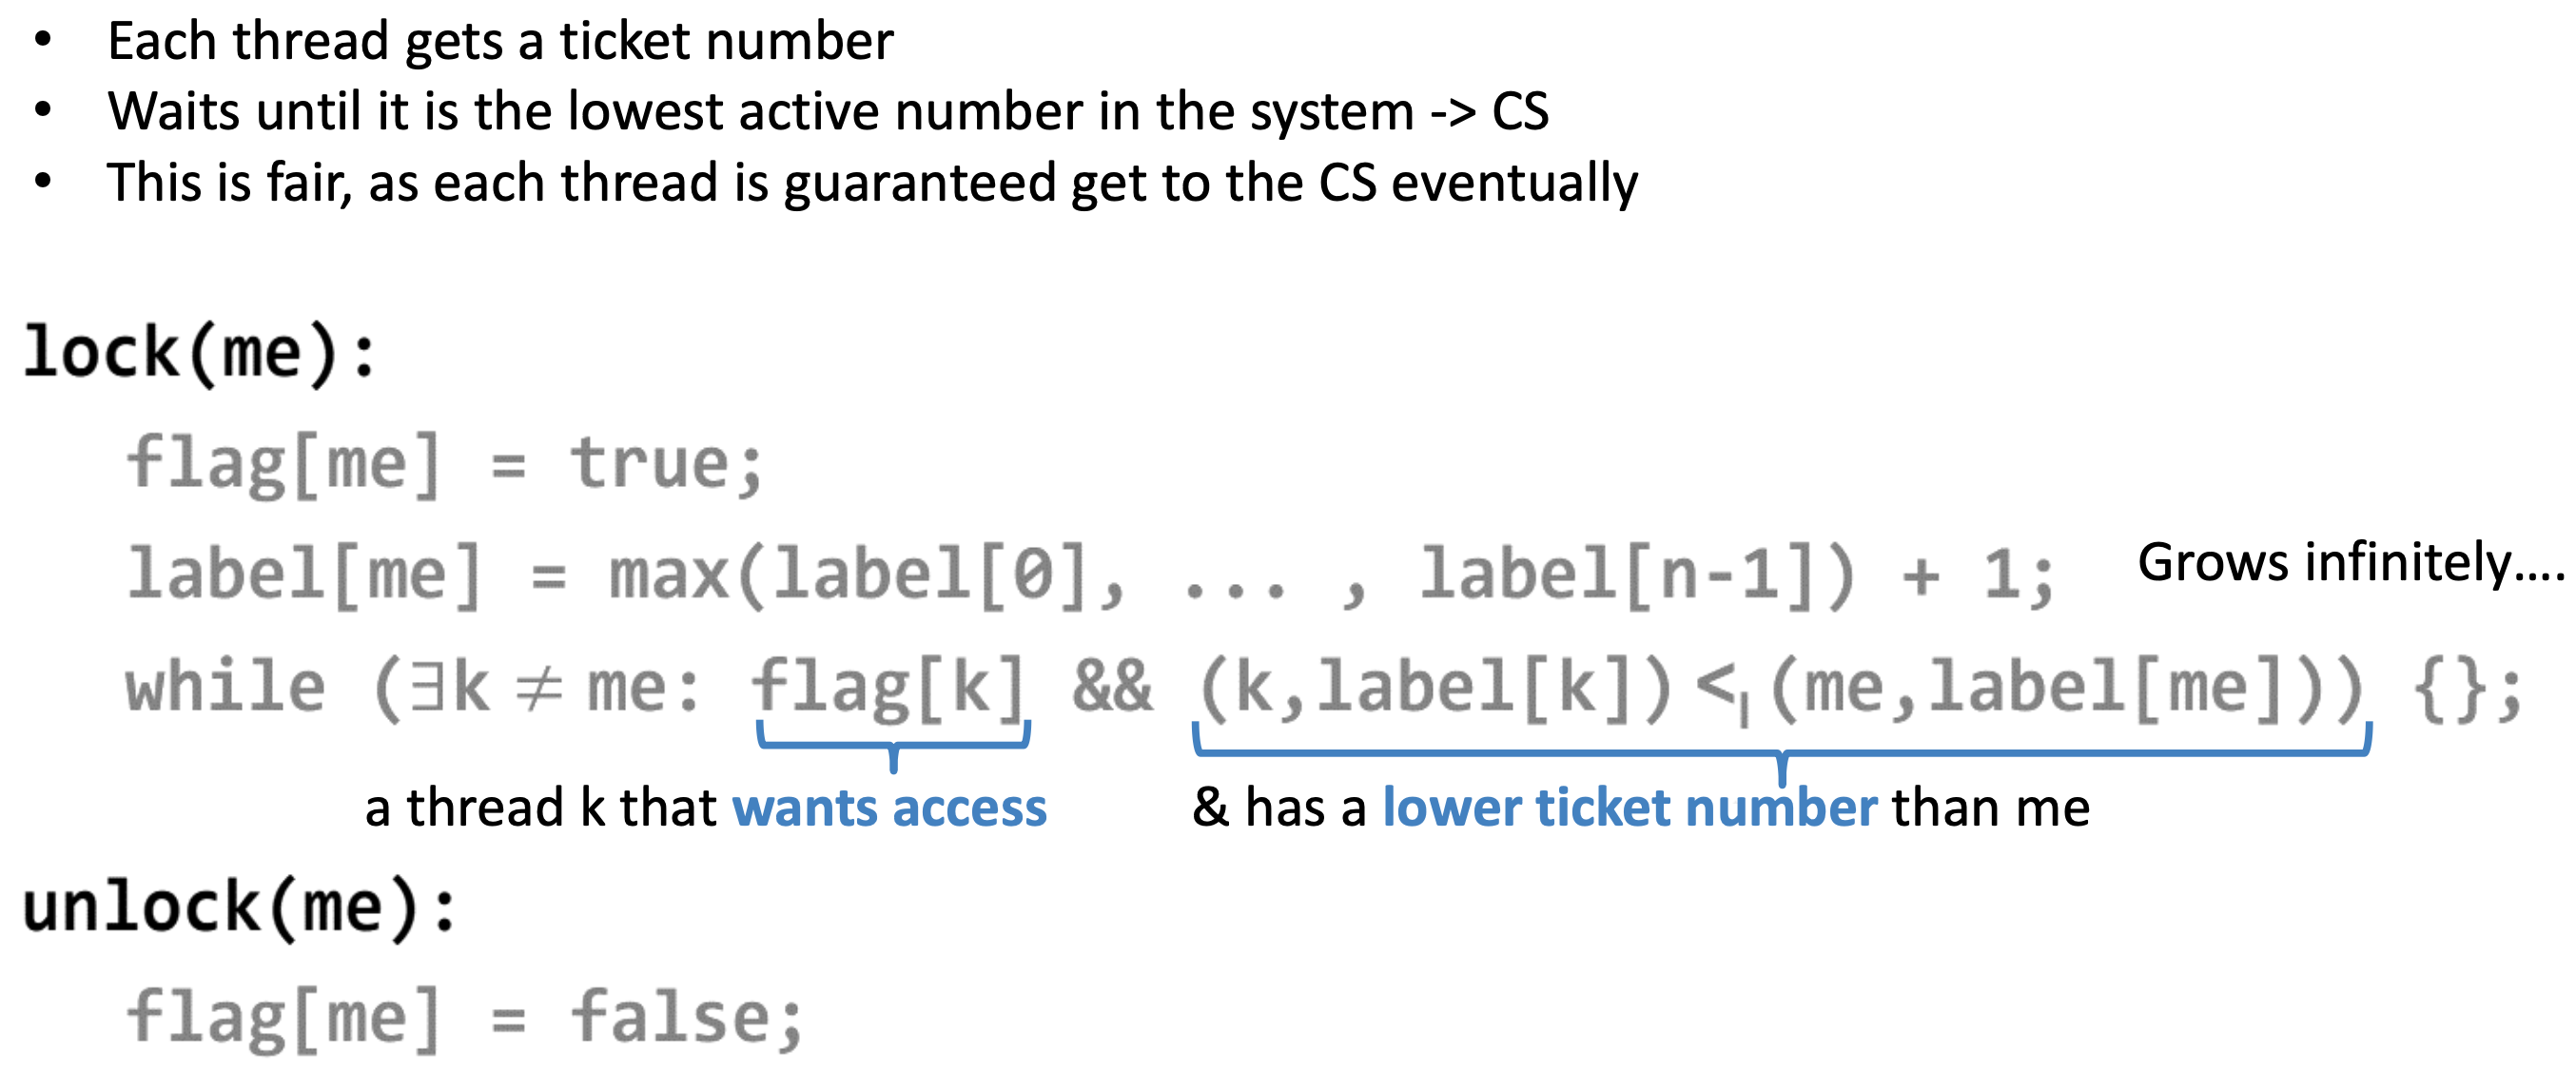 • Each thread gets a ticket number
• Waits until it is the lowest active number in the system -> CS
• This is fair, as each thread is guaranteed get to the CS eventually
lock(me):
flag[me] = true;
label[me] = max(label[0], ... , label[n-1]) + 1; Grows infinitely....
while (∃k ≠ me: flag[k] && (k,label[k]) <ₗ (me,label[me])) {};
a thread k that wants access & has a lower ticket number than me
unlock(me):
flag[me] = false;